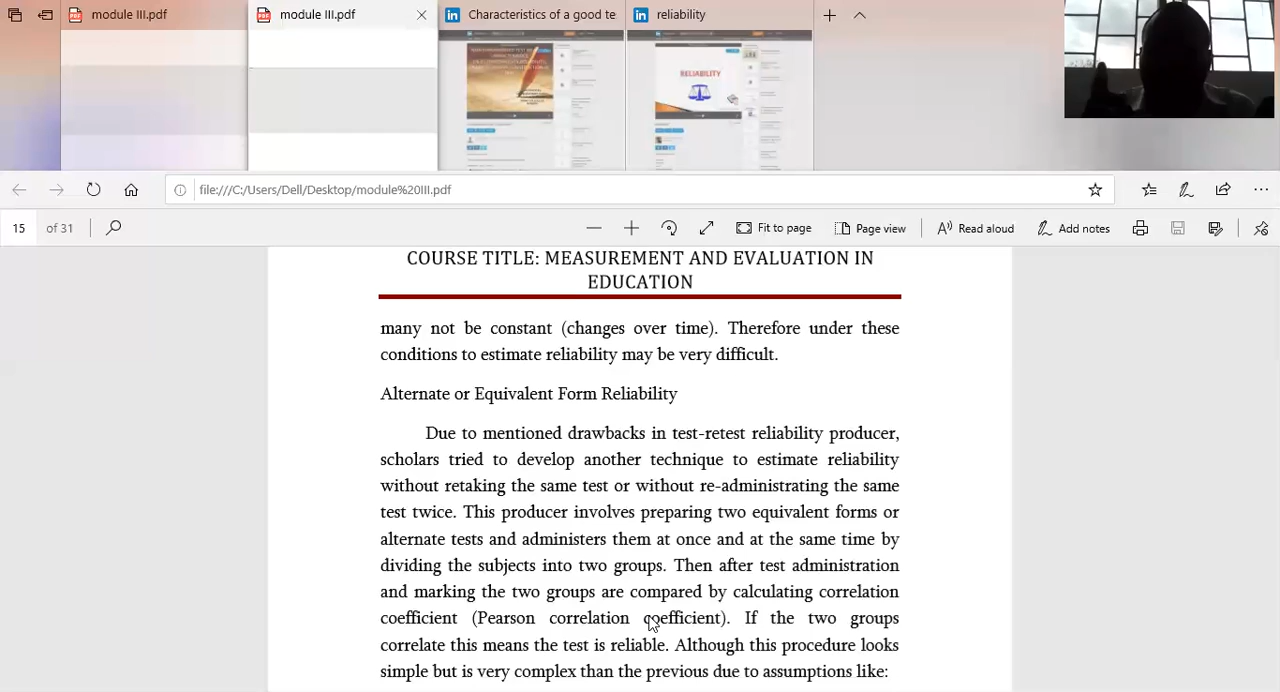 module III.pdf
module III.pdf
Characteristics of a good te
reliability
RELIABILITY
file:///C:/Users/Dell/Desktop/module%20III.pdf
15 of 31
Fit to page
Page view
Read aloud
Add notes
COURSE TITLE: MEASUREMENT AND EVALUATION IN
EDUCATION
many not be constant (changes over time). Therefore under these
conditions to estimate reliability may be very difficult.
Alternate or Equivalent Form Reliability
Due to mentioned drawbacks in test-retest reliability producer,
scholars tried to develop another technique to estimate reliability
without retaking the same test or without re-administrating the same
test twice. This producer involves preparing two equivalent forms or
alternate tests and administers them at once and at the same time by
dividing the subjects into two groups. Then after test administration
and marking the two groups are compared by calculating correlation
coefficient (Pearson correlation coefficient). If the two groups
correlate this means the test is reliable. Although this procedure looks
simple but is very complex than the previous due to assumptions like: